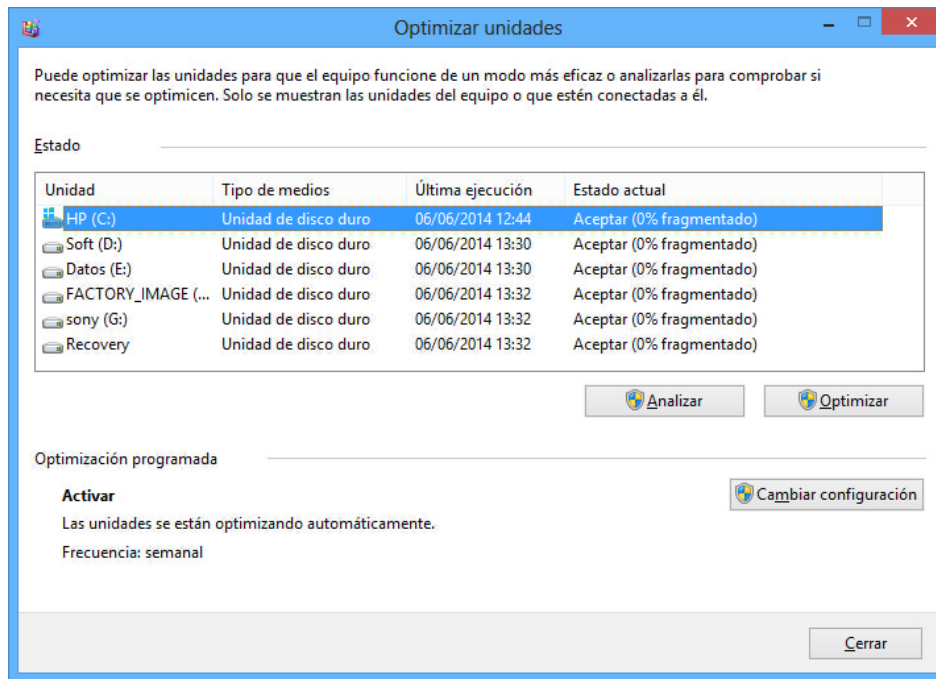 Optimizar unidades
Puede optimizar las unidades para que el equipo funcione de un modo más eficaz o analizarlas para comprobar si
necesita que se optimicen. Solo se muestran las unidades del equipo o que estén conectadas a él.
Estado
Unidad Tipo de medios Última ejecución Estado actual
HP (C:) Unidad de disco duro 06/06/2014 12:44 Aceptar (0% fragmentado)
Soft (D:) Unidad de disco duro 06/06/2014 13:30 Aceptar (0% fragmentado)
Datos (E:) Unidad de disco duro 06/06/2014 13:30 Aceptar (0% fragmentado)
FACTORY_IMAGE (... Unidad de disco duro 06/06/2014 13:32 Aceptar (0% fragmentado)
sony (G:) Unidad de disco duro 06/06/2014 13:32 Aceptar (0% fragmentado)
Recovery Unidad de disco duro 06/06/2014 13:32 Aceptar (0% fragmentado)
Analizar Optimizar
Optimización programada
Activar Cambiar configuración
Las unidades se están optimizando automáticamente.
Frecuencia: semanal
Cerrar